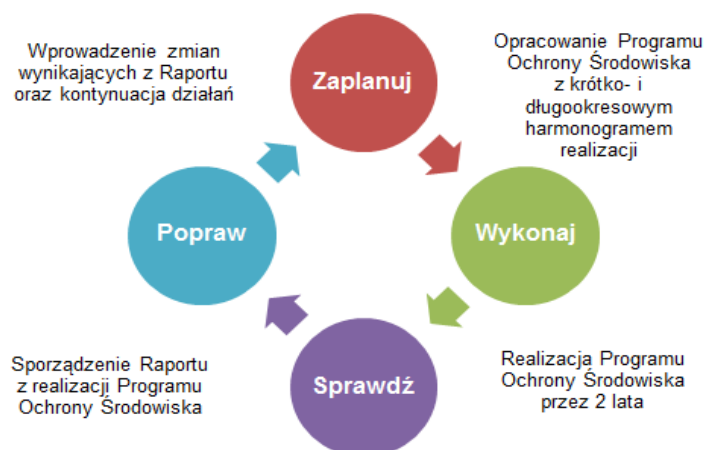 Wprowadzenie zmian
wynikających z Raportu
oraz kontynuacja działań
Zaplanuj
Opracowanie Programu
Ochrony Środowiska
z krótko- i
długookresowym
harmonogramem
realizacji
Popraw
Wykonaj
Sporządzenie Raportu
z realizacji Programu
Ochrony Środowiska
Sprawdź
Realizacja Programu
Ochrony Środowiska
przez 2 lata